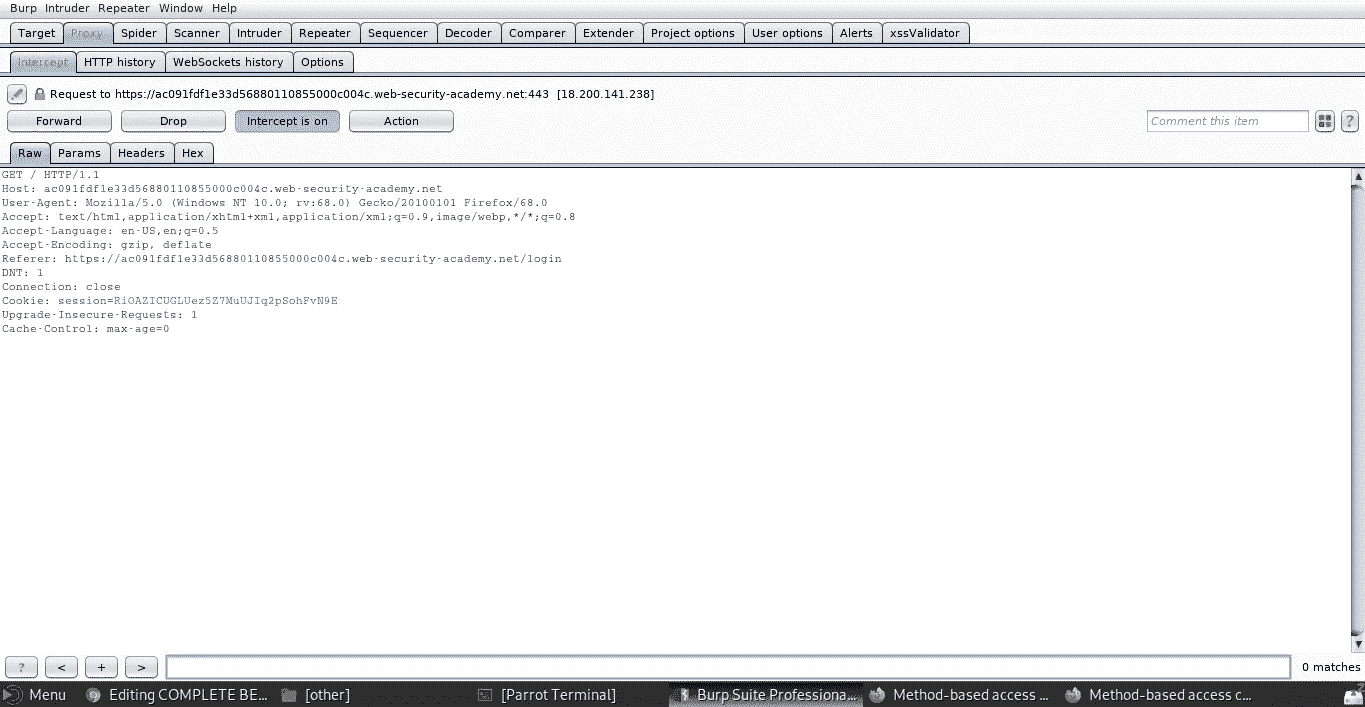 Burp Intruder Repeater Window Help
Target Proxy Spider Scanner Intruder Repeater Sequencer Decoder Comparer Extender Project options User options Alerts xssValidator
Intercept HTTP history WebSockets history Options
Request to https://ac091fdf1e33d56880110855000c004c.web-security-academy.net:443 [18.200.141.238]
Forward Drop Intercept is on Action Comment this item ?
Raw Params Headers Hex
GET / HTTP/1.1
Host: ac091fdf1e33d56880110855000c004c.web-security-academy.net
User-Agent: Mozilla/5.0 (Windows NT 10.0; rv:68.0) Gecko/20100101 Firefox/68.0
Accept: text/html,application/xhtml+xml,application/xml;q=0.9,image/webp,*/*;q=0.8
Accept-Language: en-US,en;q=0.5
Accept-Encoding: gzip, deflate
Referer: https://ac091fdf1e33d56880110855000c004c.web-security-academy.net/login
DNT: 1
Connection: close
Cookie: session=RiOAZICUGLUez5Z7MuUJIq2pSohFvN9E
Upgrade-Insecure-Requests: 1
Cache-Control: max-age=0
? < + > 0 matches
Menu Editing COMPLETE BE... [other] [Parrot Terminal] Burp Suite Professiona... Method-based access ... Method-based access c...